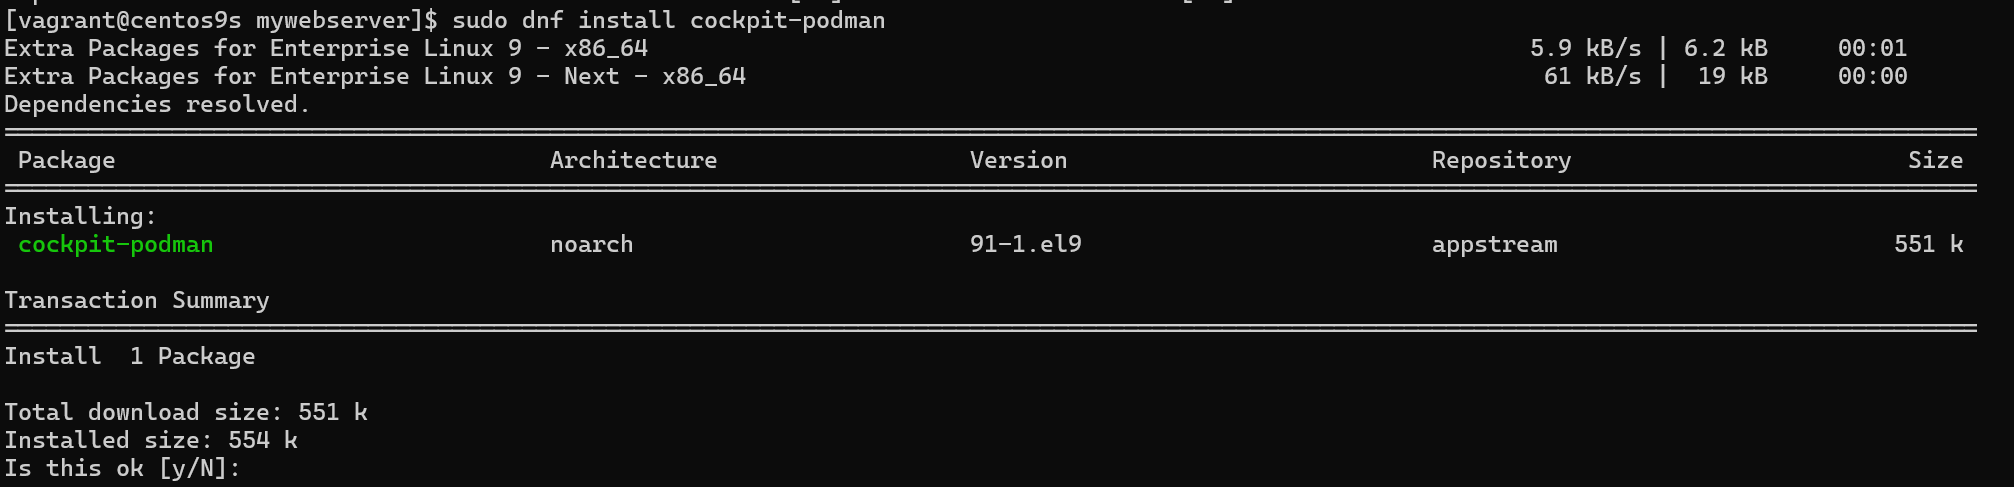 [vagrant@centos9s mywebserver]$ sudo dnf install cockpit-podman
Extra Packages for Enterprise Linux 9 - x86_64 5.9 kB/s | 6.2 kB 00:01
Extra Packages for Enterprise Linux 9 - Next - x86_64 61 kB/s | 19 kB 00:00
Dependencies resolved.
Package Architecture Version Repository Size
Installing:
cockpit-podman noarch 91-1.el9 appstream 551 k
Transaction Summary
Install 1 Package
Total download size: 551 k
Installed size: 554 k
Is this ok [y/N]: